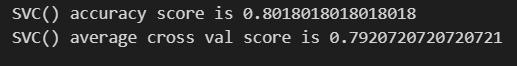 SVC() accuracy score is 0.8018018018018018
SVC() average cross val score is 0.7920720720720721